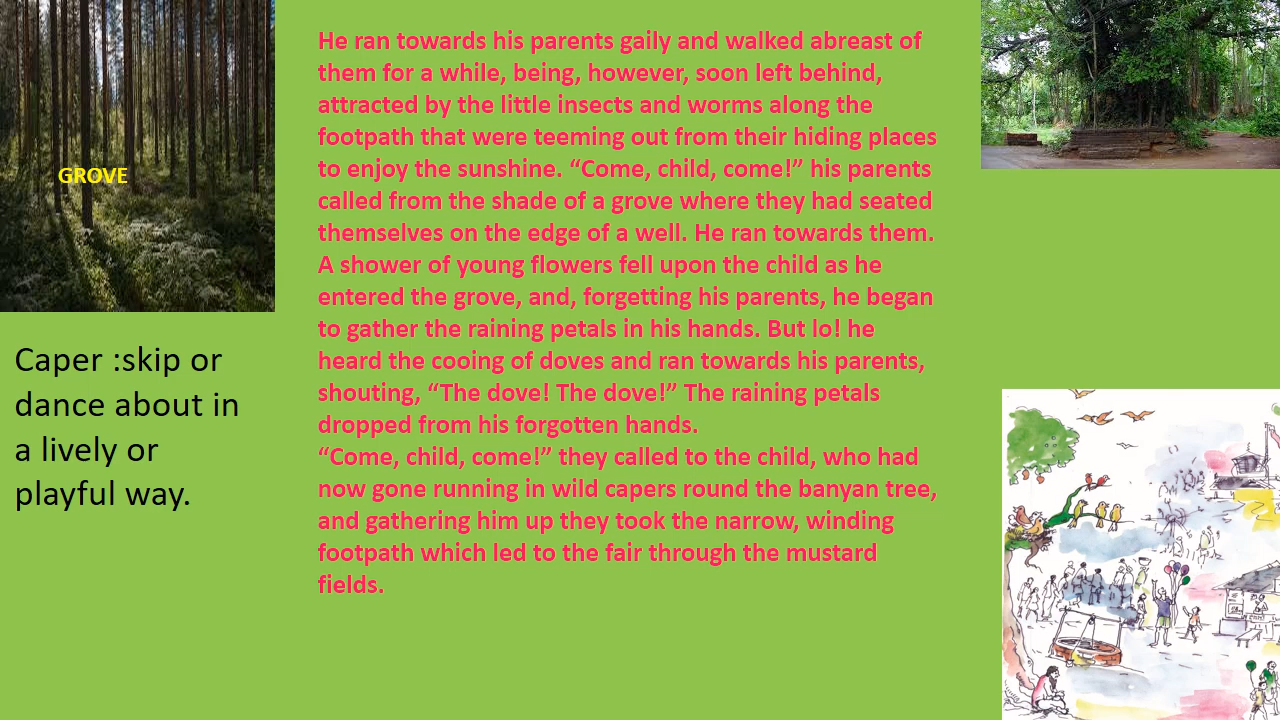 GROVE
Caper :skip or
dance about in
a lively or
playful way.
He ran towards his parents gaily and walked abreast of
them for a while, being, however, soon left behind,
attracted by the little insects and worms along the
footpath that were teeming out from their hiding places
to enjoy the sunshine. “Come, child, come!” his parents
called from the shade of a grove where they had seated
themselves on the edge of a well. He ran towards them.
A shower of young flowers fell upon the child as he
entered the grove, and, forgetting his parents, he began
to gather the raining petals in his hands. But lo! he
heard the cooing of doves and ran towards his parents,
shouting, “The dove! The dove!” The raining petals
dropped from his forgotten hands.
“Come, child, come!” they called to the child, who had
now gone running in wild capers round the banyan tree,
and gathering him up they took the narrow, winding
footpath which led to the fair through the mustard
fields.